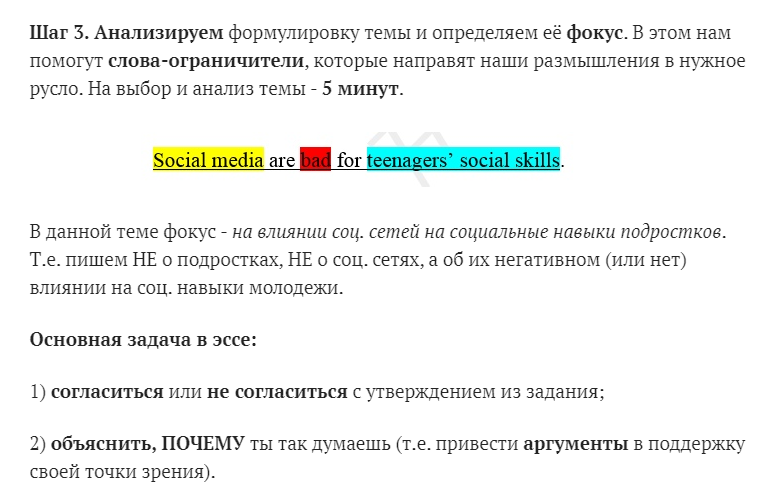 Шаг 3. Анализируем формулировку темы и определяем её фокус. В этом нам
помогут слова-ограничители, которые направят наши размышления в нужное
русло. На выбор и анализ темы - 5 минут.
Social media are bad for teenagers’ social skills.
В данной теме фокус - на влиянии соц. сетей на социальные навыки подростков.
Т.е. пишем НЕ о подростках, НЕ о соц. сетях, а об их негативном (или нет)
влиянии на соц. навыки молодежи.
Основная задача в эссе:
1) согласиться или не согласиться с утверждением из задания;
2) объяснить, ПОЧЕМУ ты так думаешь (т.е. привести аргументы в поддержку
своей точки зрения).